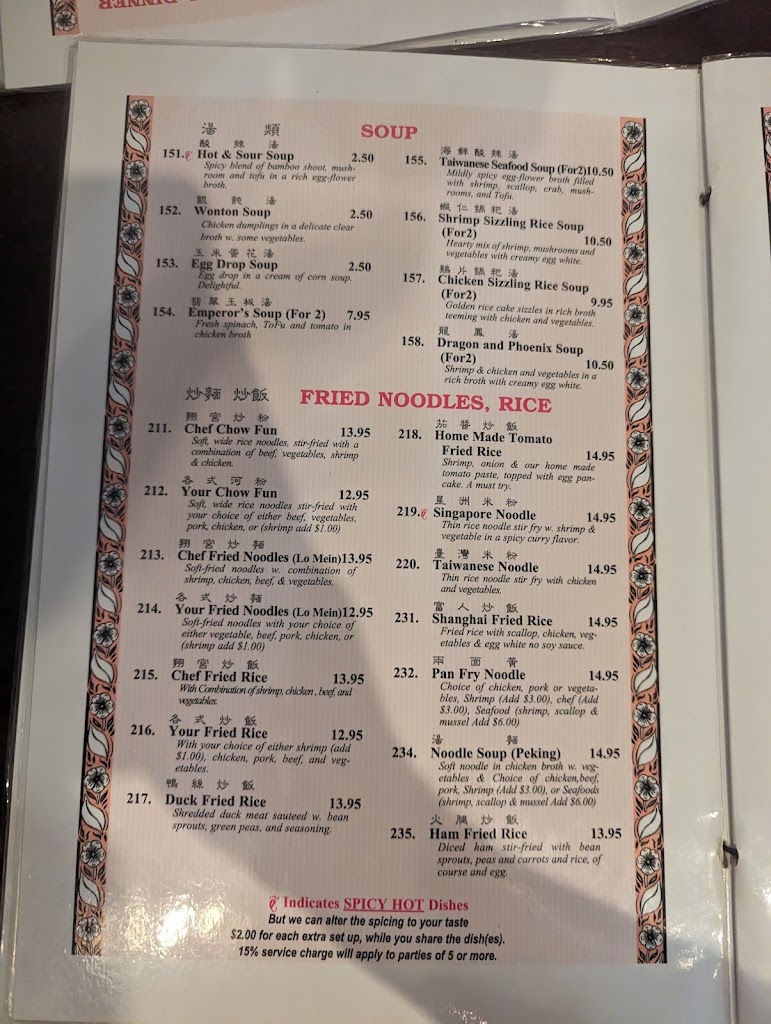 DINNER
湯 類 SOUP
酸 辣 湯
151. Hot & Sour Soup 2.50
Spicy blend of bamboo shoot, mush-
room and tofu in a rich egg-flower
broth.
餛 飩 湯
152. Wonton Soup 2.50
Chicken dumplings in a delicate clear
broth w. some vegetables.
玉米蛋花湯
153. Egg Drop Soup 2.50
Egg drop in a cream of corn soup.
Delightful.
翡翠玉板湯
154. Emperor's Soup (For 2) 7.95
Fresh spinach, ToFu and tomato in
chicken broth
海鮮酸辣湯
155. Taiwanese Seafood Soup (For2)10.50
Mildly spicy egg-flower broth filled
with shrimp, scallop, crab, mush-
rooms, and Tofu.
蝦仁鍋粑湯
156. Shrimp Sizzling Rice Soup
(For2) 10.50
Hearty mix of shrimp, mushrooms and
vegetables with creamy egg white.
鷄片鍋粑湯
157. Chicken Sizzling Rice Soup
(For2) 9.95
Golden rice cake sizzles in rich broth
teeming with chicken and vegetables.
龍 鳳 湯
158. Dragon and Phoenix Soup
(For2) 10.50
Shrimp & chicken and vegetables in a
rich broth with creamy egg white.
炒麵 炒飯 FRIED NOODLES, RICE
翔宮炒粉
211. Chef Chow Fun 13.95
Soft, wide rice noodles, stir-fried with a
combination of beef, vegetables, shrimp
& chicken.
各式河粉
212. Your Chow Fun 12.95
Soft, wide rice noodles stir-fried with
your choice of either beef, vegetables,
pork, chicken, or (shrimp add $1.00)
翔宮炒麵
213. Chef Fried Noodles (Lo Mein)13.95
Soft-fried noodles w. combination of
shrimp, chicken, beef, & vegetables.
各式炒麵
214. Your Fried Noodles (Lo Mein)12.95
Soft-fried noodles with your choice of
either vegetable, beef, pork, chicken, or
(shrimp add $1.00)
翔宮炒飯
215. Chef Fried Rice 13.95
With Combination of shrimp, chicken, beef, and
vegetables.
各式炒飯
216. Your Fried Rice 12.95
With your choice of either shrimp (add
$1.00), chicken, pork, beef, and veg-
etables.
鴨絲炒飯
217. Duck Fried Rice 13.95
Shredded duck meat sauteed w. bean
sprouts, green peas, and seasoning.
茄醬炒飯
218. Home Made Tomato
Fried Rice 14.95
Shrimp, onion & our home made
tomato paste, topped with egg pan-
cake. A must try.
星洲米粉
219. Singapore Noodle 14.95
Thin rice noodle stir fry w. shrimp &
vegetable in a spicy curry flavor.
臺灣米粉
220. Taiwanese Noodle 14.95
Thin rice noodle stir fry with chicken
and vegetables.
富人炒飯
231. Shanghai Fried Rice 14.95
Fried rice with scallop, chicken, veg-
etables & egg white no soy sauce.
兩面黃
232. Pan Fry Noodle 14.95
Choice of chicken, pork or vegeta-
bles, Shrimp (Add $3.00), chef (Add
$3.00), Seafood (shrimp, scallop &
mussel Add $6.00)
湯 麵
234. Noodle Soup (Peking) 14.95
Soft noodle in chicken broth w. veg-
etables & Choice of chicken,beef,
pork, Shrimp (Add $3.00), or Seafoods
(shrimp, scallop & mussel Add $6.00)
火腿炒飯
235. Ham Fried Rice 13.95
Diced ham stir-fried with bean
sprouts, peas and carrots and rice, of
course and egg.
Indicates SPICY HOT Dishes
But we can alter the spicing to your taste
$2.00 for each extra set up, while you share the dish(es).
15% service charge will apply to parties of 5 or more.